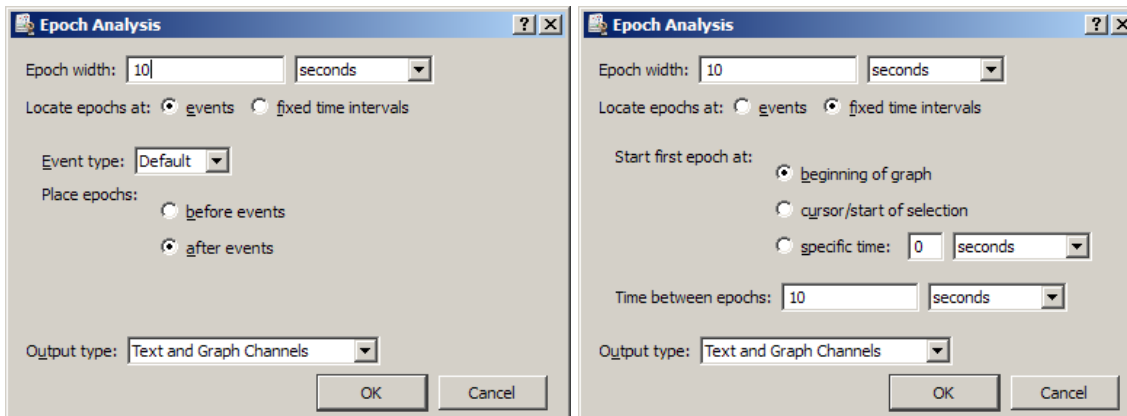 Epoch Analysis
Epoch width: 10 seconds
Locate epochs at: events fixed time intervals
Event type: Default
Place epochs:
before events
after events
Output type: Text and Graph Channels
OK Cancel
Epoch Analysis
Epoch width: 10 seconds
Locate epochs at: events fixed time intervals
Start first epoch at:
beginning of graph
cursor/start of selection
specific time: 0 seconds
Time between epochs: 10 seconds
Output type: Text and Graph Channels
OK Cancel